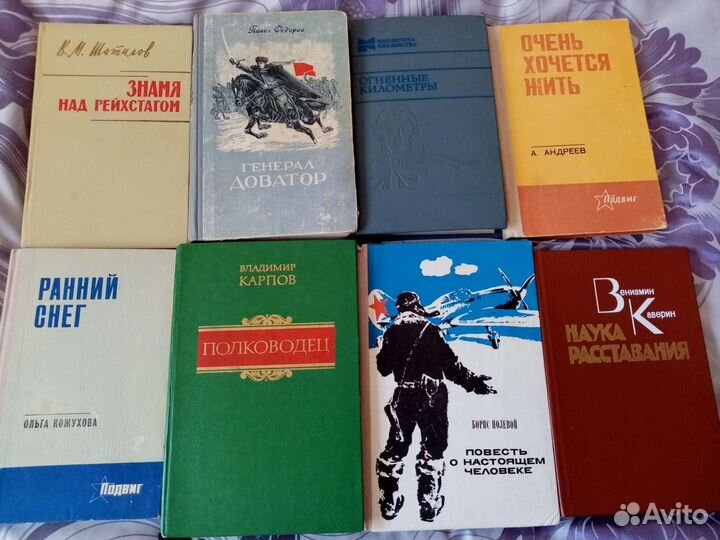 В. М. Шатилов
ЗНАМЯ
НАД РЕЙХСТАГОМ
Павел Федоров
ГЕНЕРАЛ
ДОВАТОР
БИБЛИОТЕКА
ЮНОШЕСТВА
ОГНЕННЫЕ
КИЛОМЕТРЫ
ОЧЕНЬ
ХОЧЕТСЯ
ЖИТЬ
А. АНДРЕЕВ
Подвиг
РАННИЙ
СНЕГ
ОЛЬГА КОЖУХОВА
Подвиг
ВЛАДИМИР
КАРПОВ
ПОЛКОВОДЕЦ
БОРИС ПОЛЕВОЙ
ПОВЕСТЬ
О НАСТОЯЩЕМ
ЧЕЛОВЕКЕ
Вениамин
Каверин
НАУКА
РАССТАВАНИЯ
Avito